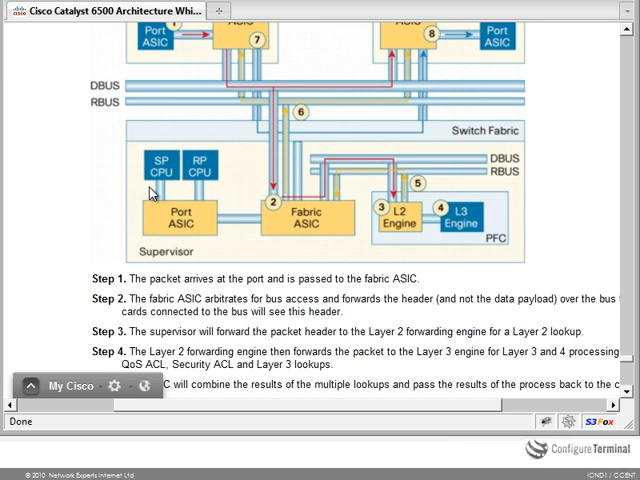 Cisco Catalyst 6500 Architecture Whi...
Port
ASIC
7
8
Port
ASIC
DBUS
RBUS
6
Switch Fabric
SP
CPU
RP
CPU
DBUS
RBUS
5
2
3
4
Port
ASIC
Fabric
ASIC
L2
Engine
L3
Engine
PFC
Supervisor
Step 1. The packet arrives at the port and is passed to the fabric ASIC.
Step 2. The fabric ASIC arbitrates for bus access and forwards the header (and not the data payload) over the bus
cards connected to the bus will see this header.
Step 3. The supervisor will forward the packet header to the Layer 2 forwarding engine for a Layer 2 lookup.
Step 4. The Layer 2 forwarding engine then forwards the packet to the Layer 3 engine for Layer 3 and 4 processing
QoS ACL, Security ACL and Layer 3 lookups.
C will combine the results of the multiple lookups and pass the results of the process back to the c
My Cisco
Done
S3Fox
Configure Terminal
© 2010 Network Experts Internet Ltd
ICND1 / CCENT